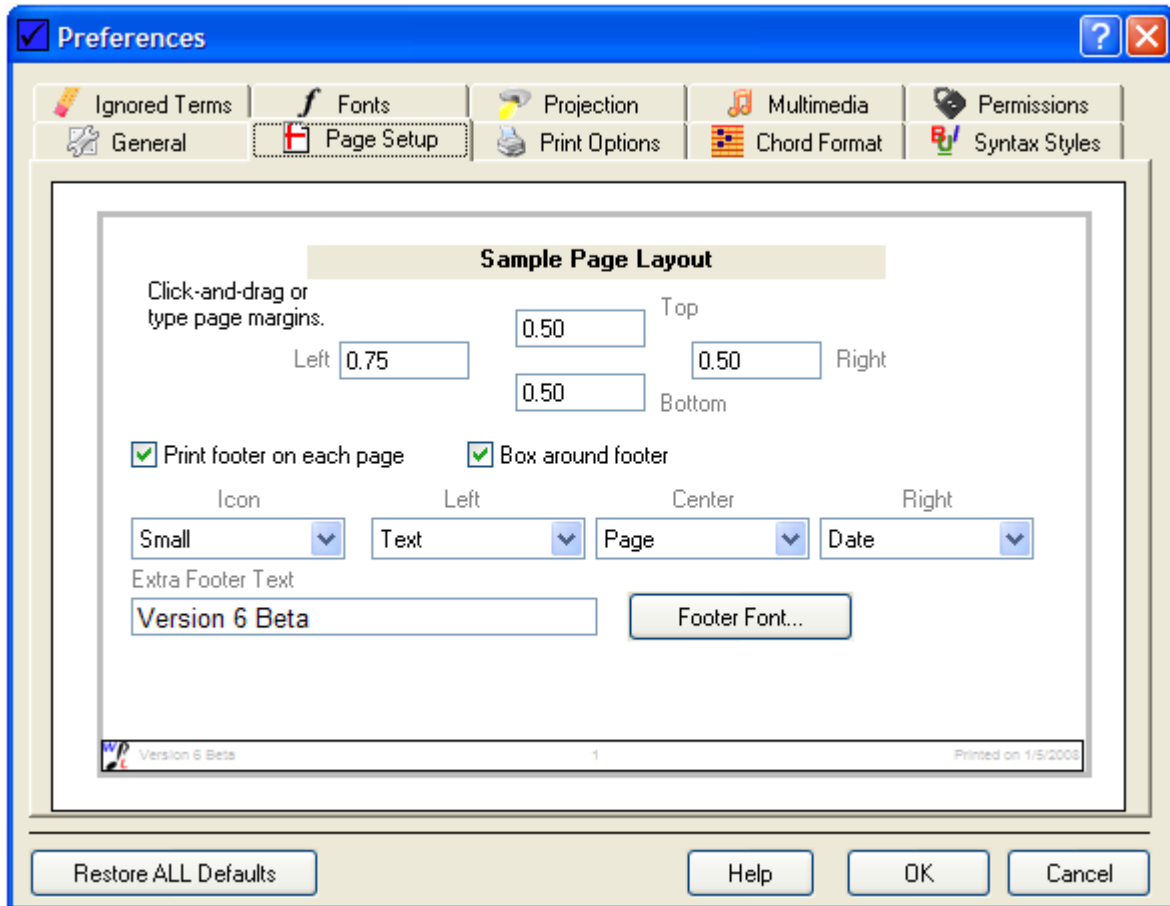 Preferences
Ignored Terms Fonts Projection Multimedia Permissions
General Page Setup Print Options Chord Format Syntax Styles
Sample Page Layout
Click-and-drag or
type page margins.
Top
0.50
Left 0.75 0.50 Right
0.50
Bottom
Print footer on each page Box around footer
Icon Left Center Right
Small Text Page Date
Extra Footer Text
Version 6 Beta Footer Font...
WPL Version 6 Beta 1 Printed on 1/5/2008
Restore ALL Defaults Help OK Cancel